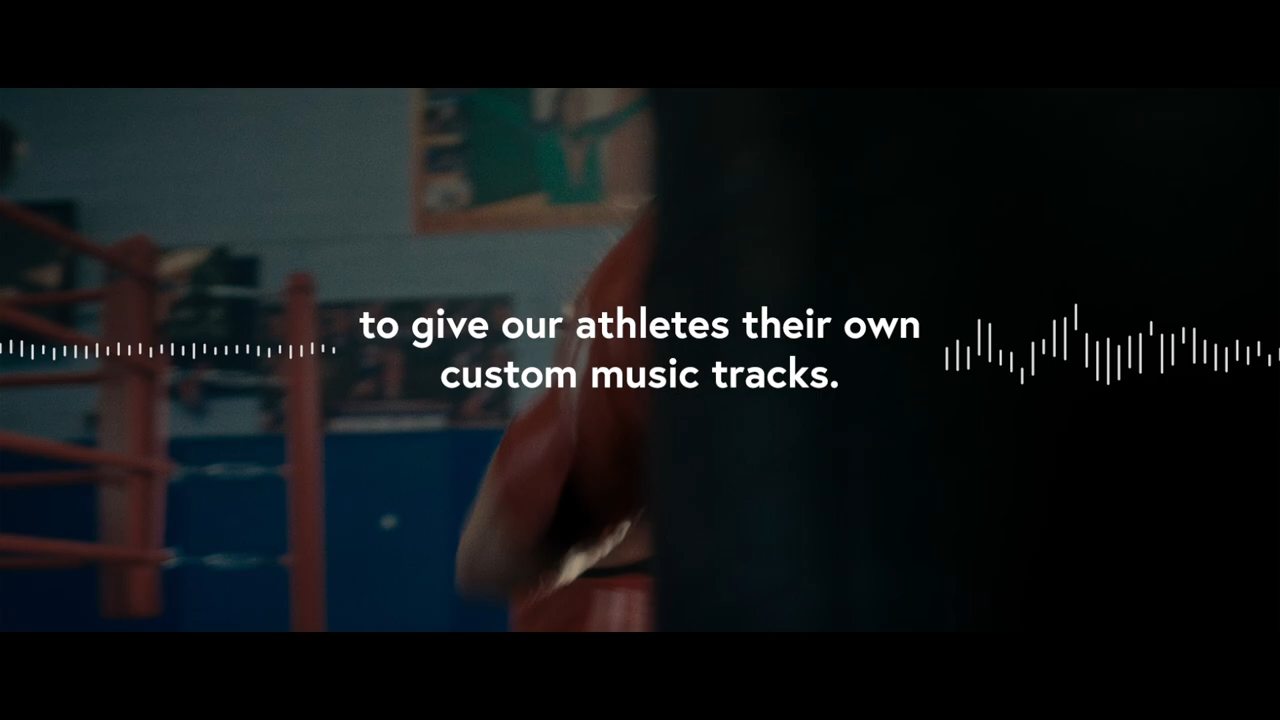 to give our athletes their own
custom music tracks.